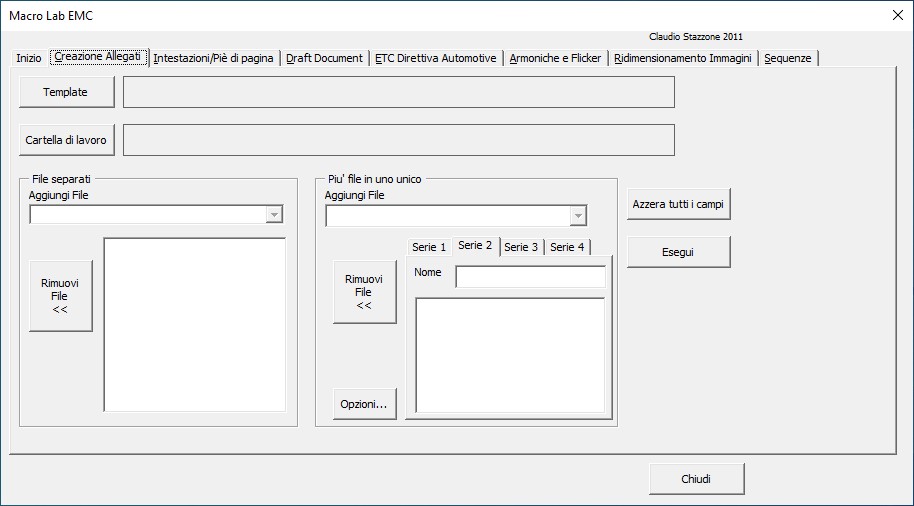 Macro Lab EMC
Claudio Stazzone 2011
Inizio Creazione Allegati Intestazioni/Piè di pagina Draft Document ETC Direttiva Automotive Armoniche e Flicker Ridimensionamento Immagini Sequenze
Template
Cartella di lavoro
File separati
Aggiungi File
Rimuovi
File
<<
Piu' file in uno unico
Aggiungi File
Serie 1 Serie 2 Serie 3 Serie 4
Rimuovi
File
<<
Nome
Opzioni...
Azzera tutti i campi
Esegui
Chiudi